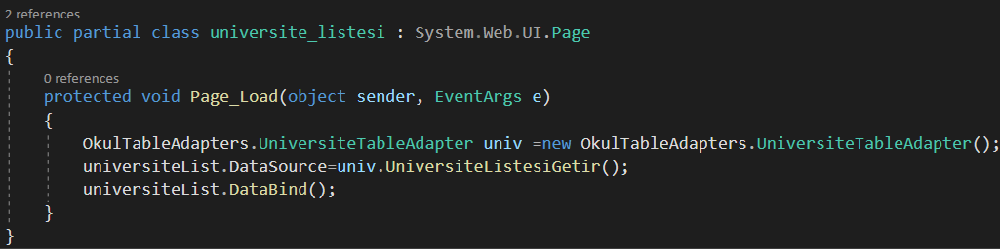 2 references
public partial class universite_listesi : System.Web.UI.Page
{
0 references
protected void Page_Load(object sender, EventArgs e)
{
OkulTableAdapters.UniversiteTableAdapter univ =new OkulTableAdapters.UniversiteTableAdapter();
universiteList.DataSource=univ.UniversiteListesiGetir();
universiteList.DataBind();
}
}